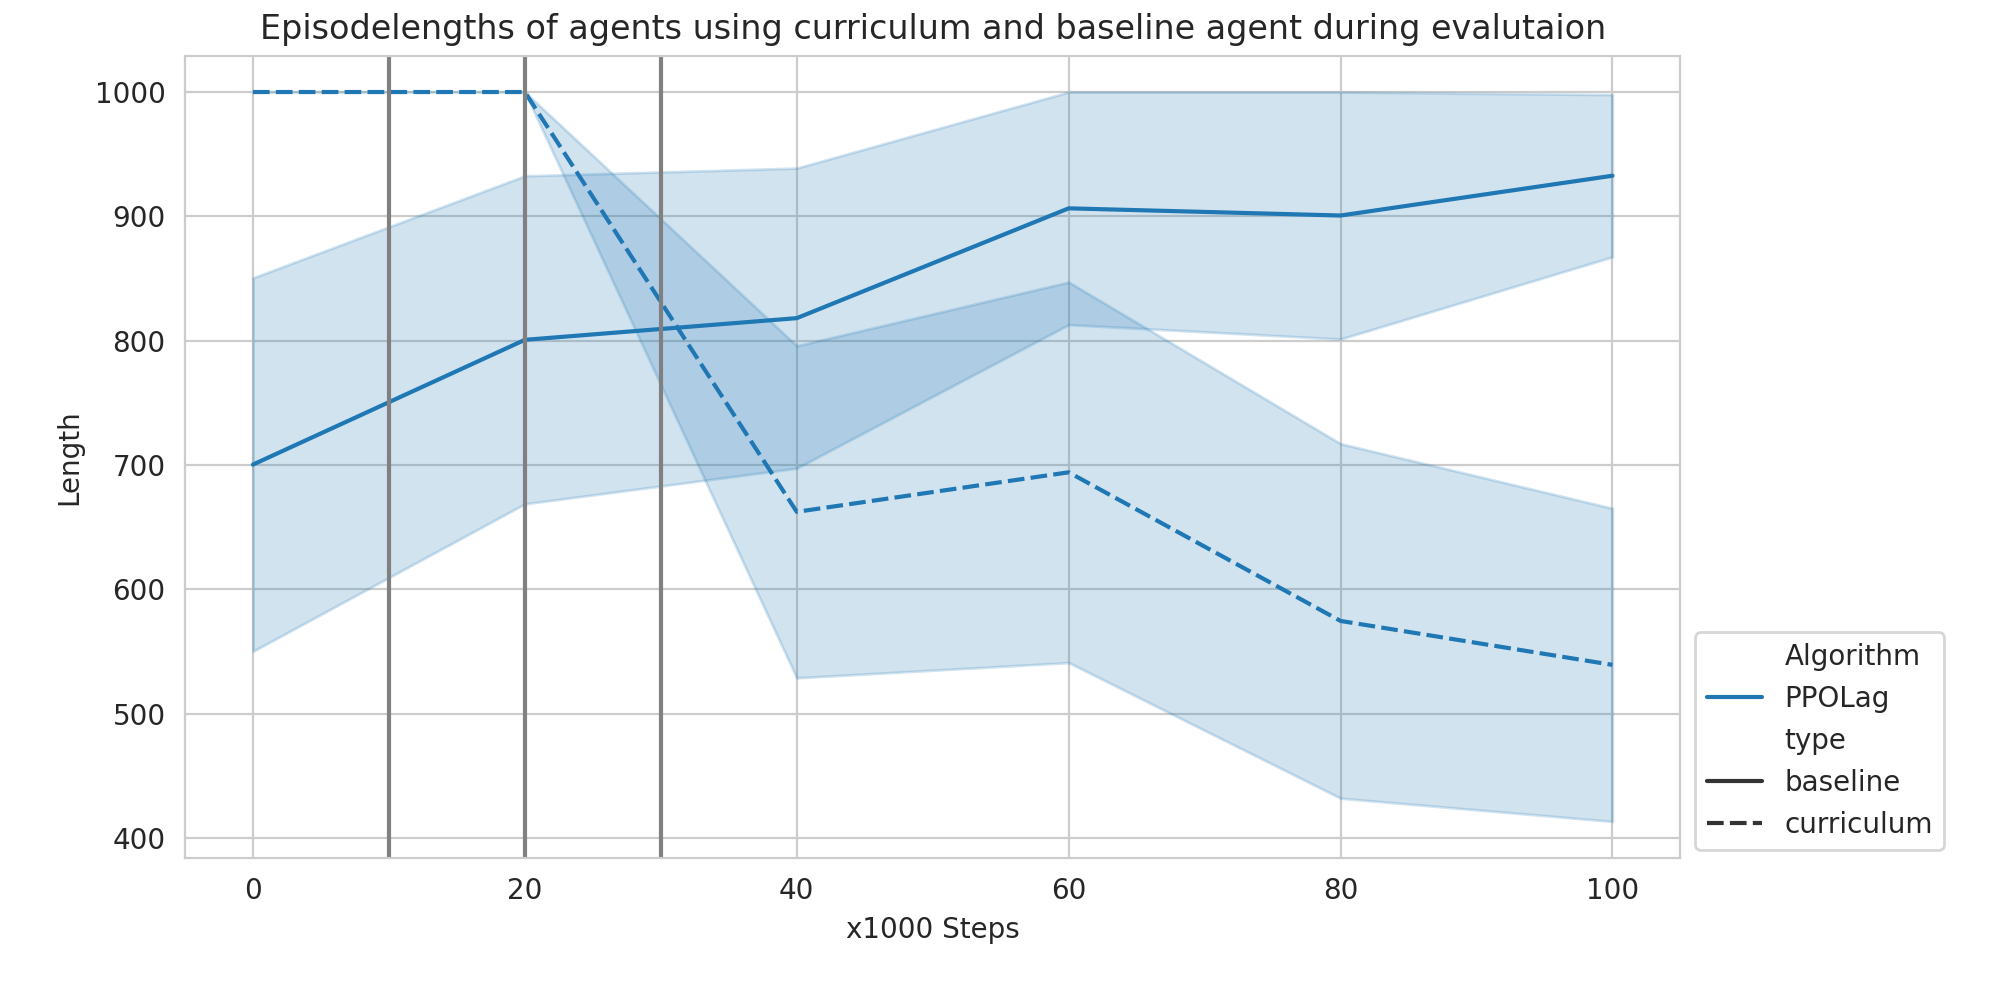 Episodelengths of agents using curriculum and baseline agent during evalutaion
1000
900
800
700
600
500
400
Length
0 20 40 60 80 100
x1000 Steps
Algorithm
PPOLag
type
baseline
curriculum